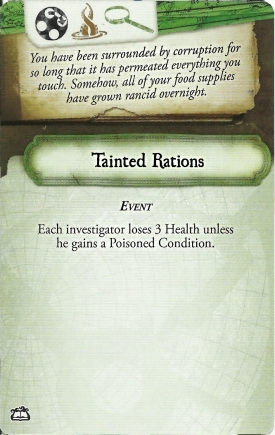 You have been surrounded by corruption for
so long that it has permeated everything you
touch. Somehow, all of your food supplies
have grown rancid overnight.
Tainted Rations
EVENT
Each investigator loses 3 Health unless
he gains a Poisoned Condition.